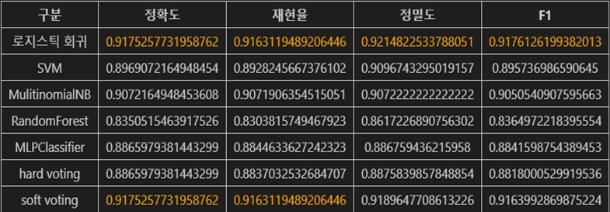 구분 정확도 재현율 정밀도 F1
로지스틱 회귀 0.9175257731958762 0.9163119489206446 0.9214822533788051 0.9176126199382013
SVM 0.8969072164948454 0.8928245667376102 0.9096743295019157 0.895736986590645
MulitinomialNB 0.9072164948453608 0.9071906354515051 0.9072222222222222 0.9050540907595663
RandomForest 0.8350515463917526 0.8303815749467923 0.8617226890756302 0.8364972218395554
MLPClassifier 0.8865979381443299 0.8844633627242323 0.886759436215958 0.8841598754389453
hard voting 0.8865979381443299 0.8837032532684707 0.8875839857848854 0.8818000529919536
soft voting 0.9175257731958762 0.9163119489206446 0.9189647708613226 0.9163992869875224